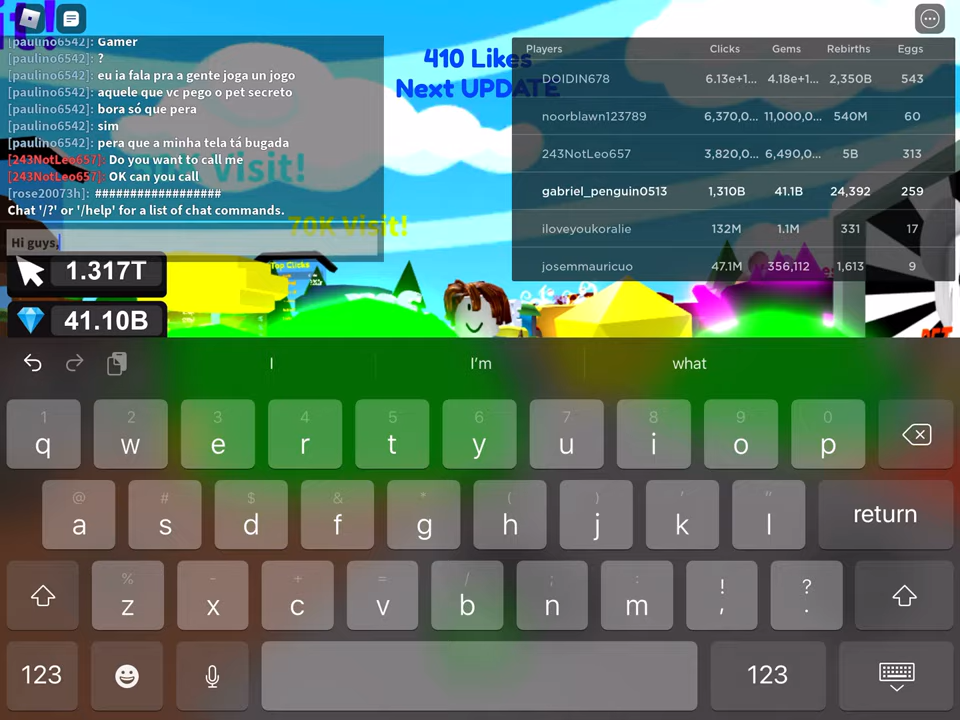 it!
[paulino6542]: Gamer
[paulino6542]: ?
[paulino6542]: eu ia fala pra a gente joga un jogo
[paulino6542]: aquele que vc pego o pet secreto
[paulino6542]: bora só que pera
[paulino6542]: sim
[paulino6542]: pera que a minha tela tá bugada
[243NotLeo657]: Do you want to call me
[243NotLeo657]: OK can you call
[rose20073h]: ##################
Chat '/?' or '/help' for a list of chat commands.
Hi guys,
Visit!
70K Visit!
Top Clicks
1.317T
41.10B
410 Likes
Next UPDATE
Players Clicks Gems Rebirths Eggs
DOIDIN678 6.13e+1... 4.18e+1... 2,350B 543
noorblawn123789 6,370,0... 11,000,0... 540M 60
243NotLeo657 3,820,0... 6,490,0... 5B 313
gabriel_penguin0513 1,310B 41.1B 24,392 259
iloveyoukoralie 132M 1.1M 331 17
josemmauricuo 47.1M 356,112 1,613 9
I I'm what
1 2 3 4 5 6 7 8 9 0
q w e r t y u i o p
@ # $ & * ( ) ' "
a s d f g h j k l return
% - + = / ; : ! ?
z x c v b n m , .
123 123